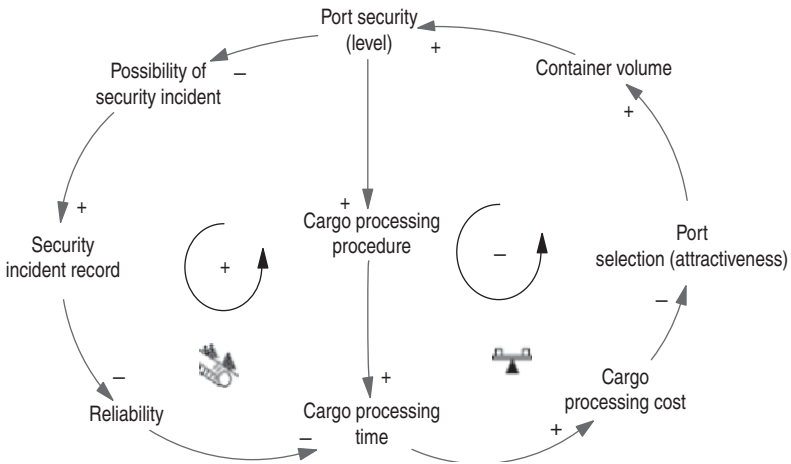 Port security
(level)
+
Container volume
Possibility of
security incident
–
+
+
+
Cargo processing
procedure
Security
incident record
+
–
Port
selection (attractiveness)
–
–
+
Cargo
processing cost
Reliability
Cargo processing
time
–
+